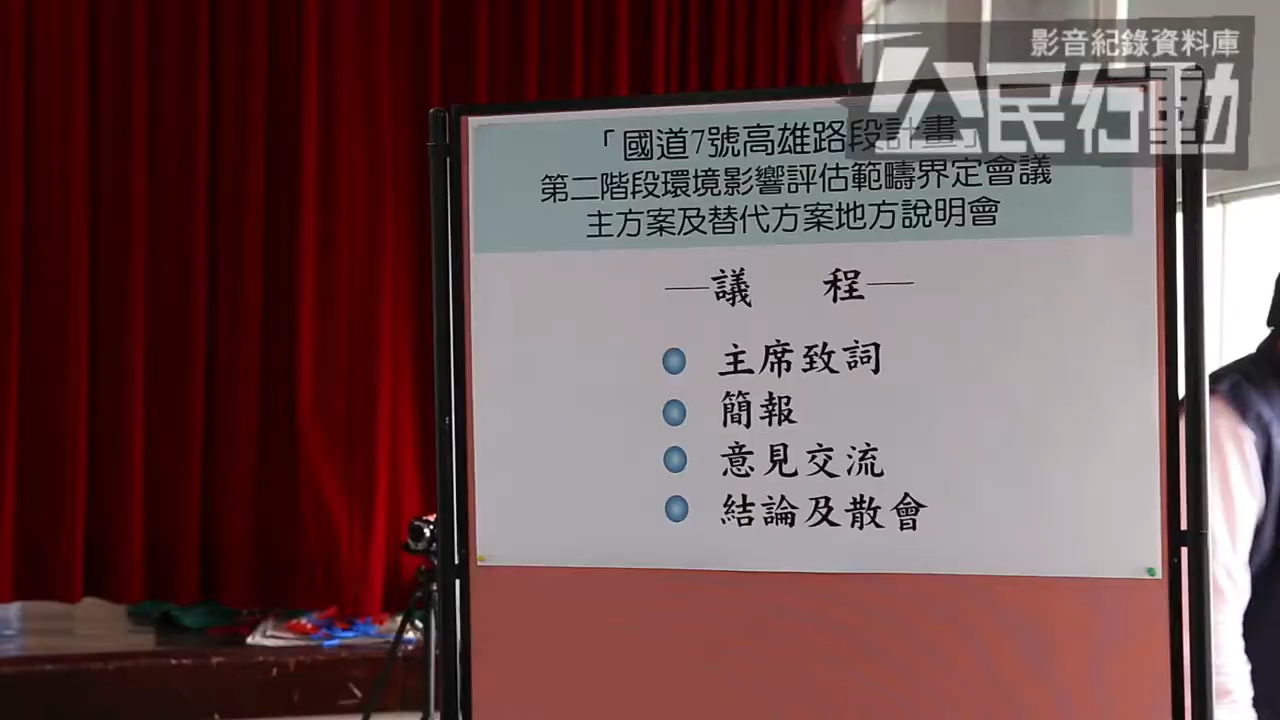 影音紀錄資料庫
公民行動
「國道7號高雄路段計畫」
第二階段環境影響評估範疇界定會議
主方案及替代方案地方說明會
—議 程—
主席致詞
簡報
意見交流
結論及散會